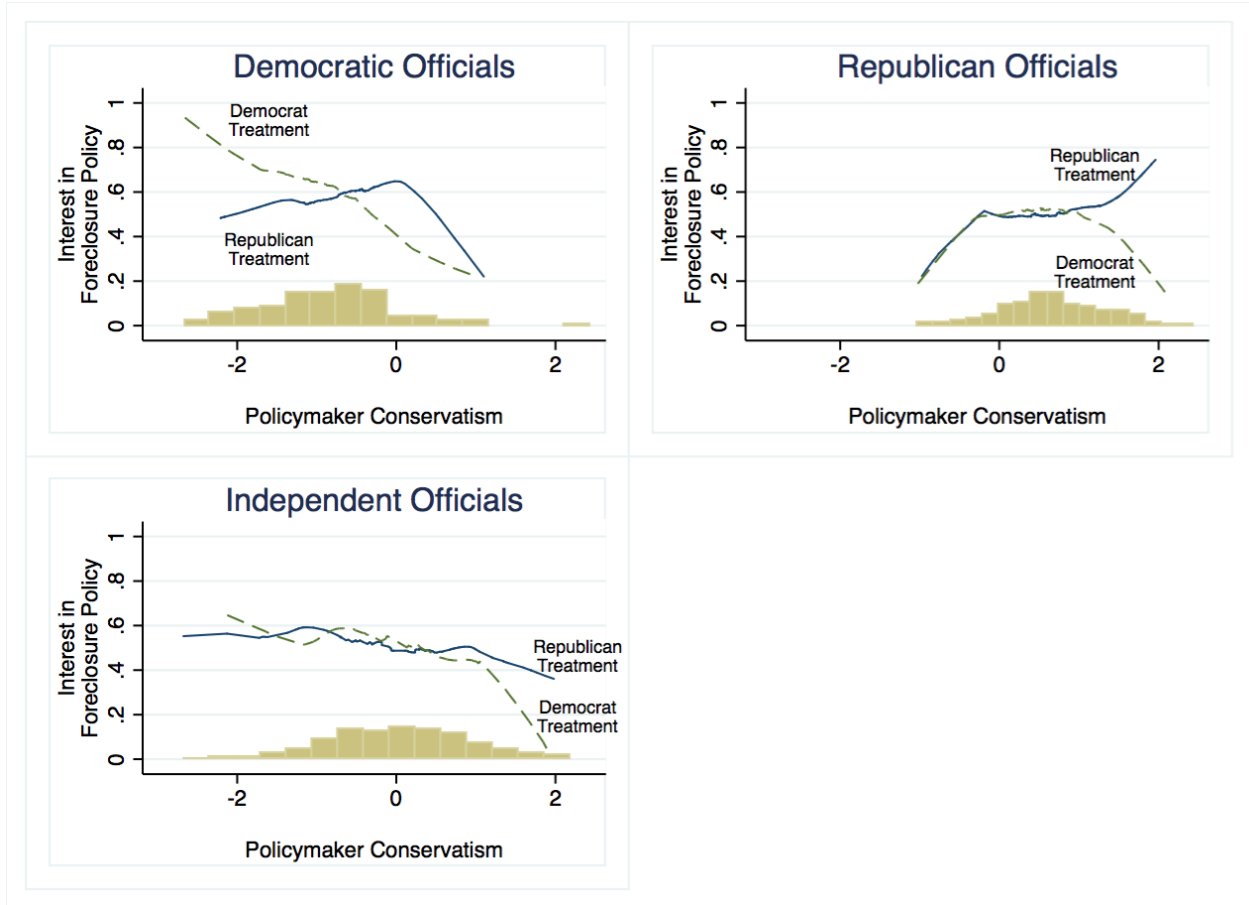 Democratic Officials
Interest in
Foreclosure Policy
1
.8
.6
.4
.2
0
Democrat
Treatment
Republican
Treatment
-2
0
2
Policymaker Conservatism
Republican Officials
Interest in
Foreclosure Policy
1
.8
.6
.4
.2
0
Republican
Treatment
Democrat
Treatment
-2
0
2
Policymaker Conservatism
Independent Officials
Interest in
Foreclosure Policy
1
.8
.6
.4
.2
0
Republican
Treatment
Democrat
Treatment
-2
0
2
Policymaker Conservatism